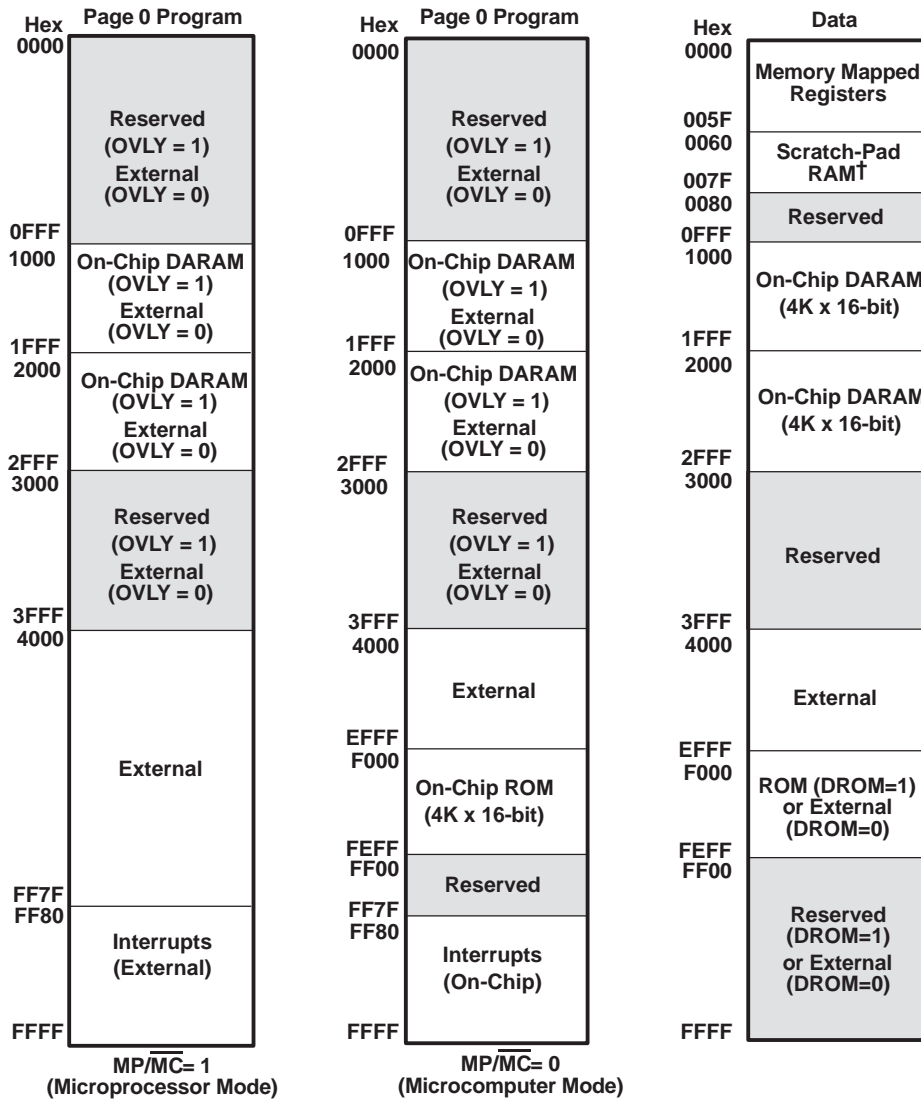 Hex
Page 0 Program
0000
Reserved
(OVLY = 1)
External
(OVLY = 0)
0FFF
1000
On-Chip DARAM
(OVLY = 1)
External
(OVLY = 0)
1FFF
2000
On-Chip DARAM
(OVLY = 1)
External
(OVLY = 0)
2FFF
3000
Reserved
(OVLY = 1)
External
(OVLY = 0)
3FFF
4000
External
FF7F
FF80
Interrupts
(External)
FFFF
MP/MC= 1
(Microprocessor Mode)
Hex
Page 0 Program
0000
Reserved
(OVLY = 1)
External
(OVLY = 0)
0FFF
1000
On-Chip DARAM
(OVLY = 1)
External
(OVLY = 0)
1FFF
2000
On-Chip DARAM
(OVLY = 1)
External
(OVLY = 0)
2FFF
3000
Reserved
(OVLY = 1)
External
(OVLY = 0)
3FFF
4000
External
EFFF
F000
On-Chip ROM
(4K x 16-bit)
FEFF
FF00
Reserved
FF7F
FF80
Interrupts
(On-Chip)
FFFF
MP/MC= 0
(Microcomputer Mode)
Hex
Data
0000
Memory Mapped
Registers
005F
0060
Scratch-Pad
RAM†
007F
0080
Reserved
0FFF
1000
On-Chip DARAM
(4K x 16-bit)
1FFF
2000
On-Chip DARAM
(4K x 16-bit)
2FFF
3000
Reserved
3FFF
4000
External
EFFF
F000
ROM (DROM=1)
or External
(DROM=0)
FEFF
FF00
Reserved
(DROM=1)
or External
(DROM=0)
FFFF